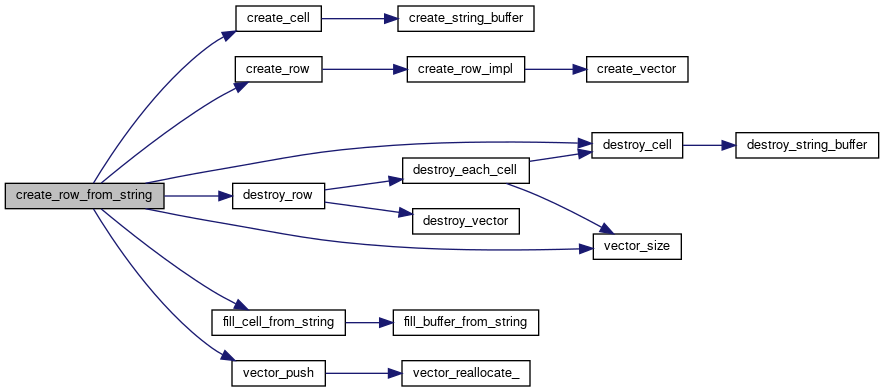 create_cell
create_string_buffer
create_row
create_row_impl
create_vector
destroy_cell
destroy_string_buffer
destroy_each_cell
create_row_from_string
destroy_row
destroy_vector
vector_size
fill_cell_from_string
fill_buffer_from_string
vector_push
vector_reallocate_